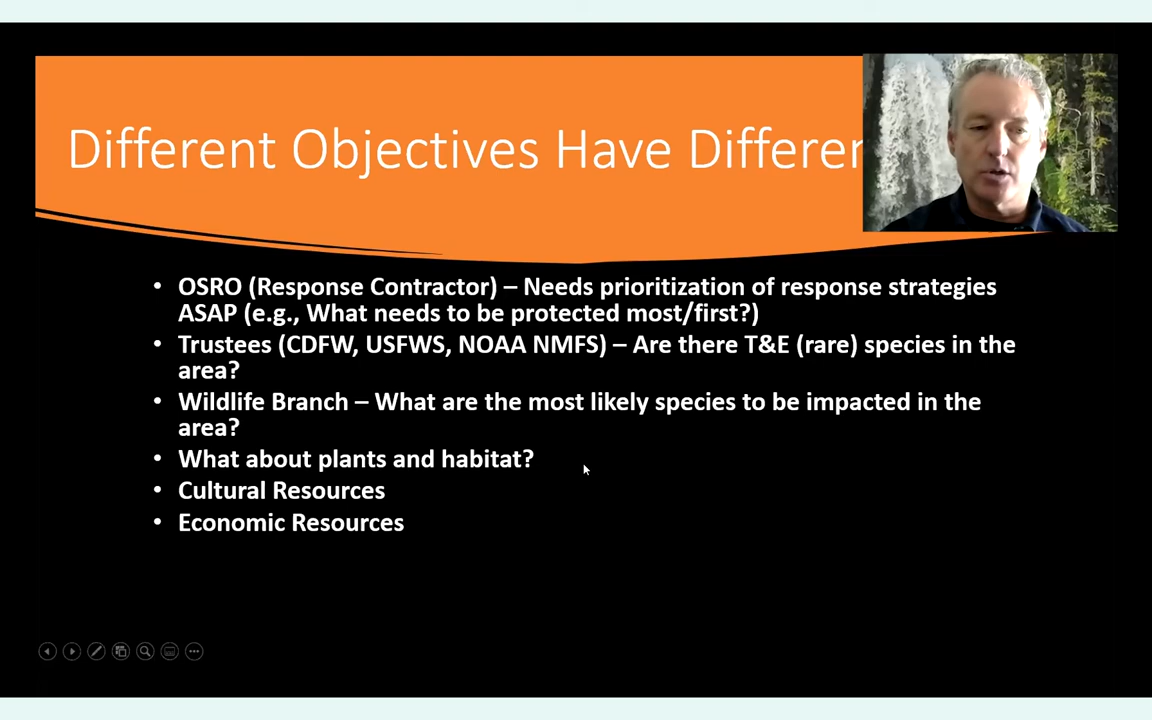 Different Objectives Have
• OSRO (Response Contractor) – Needs prioritization of response strategies
ASAP (e.g., What needs to be protected most/first?)
• Trustees (CDFW, USFWS, NOAA NMFS) – Are there T&E (rare) species in the
area?
• Wildlife Branch – What are the most likely species to be impacted in the
area?
• What about plants and habitat?
• Cultural Resources
• Economic Resources